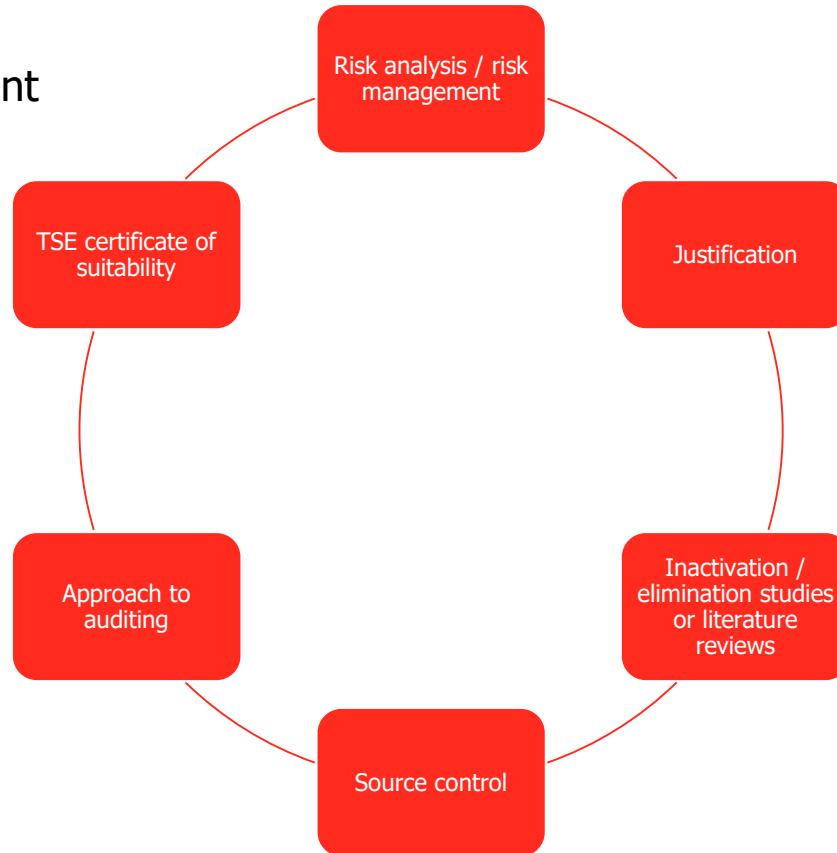 nt
Risk analysis / risk
management
Justification
Inactivation /
elimination studies
or literature
reviews
Source control
Approach to
auditing
TSE certificate of
suitability